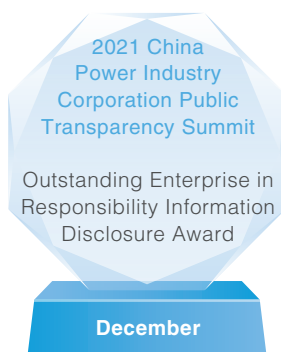 2021 China
Power Industry
Corporation Public
Transparency Summit
Outstanding Enterprise in
Responsibility Information
Disclosure Award
December